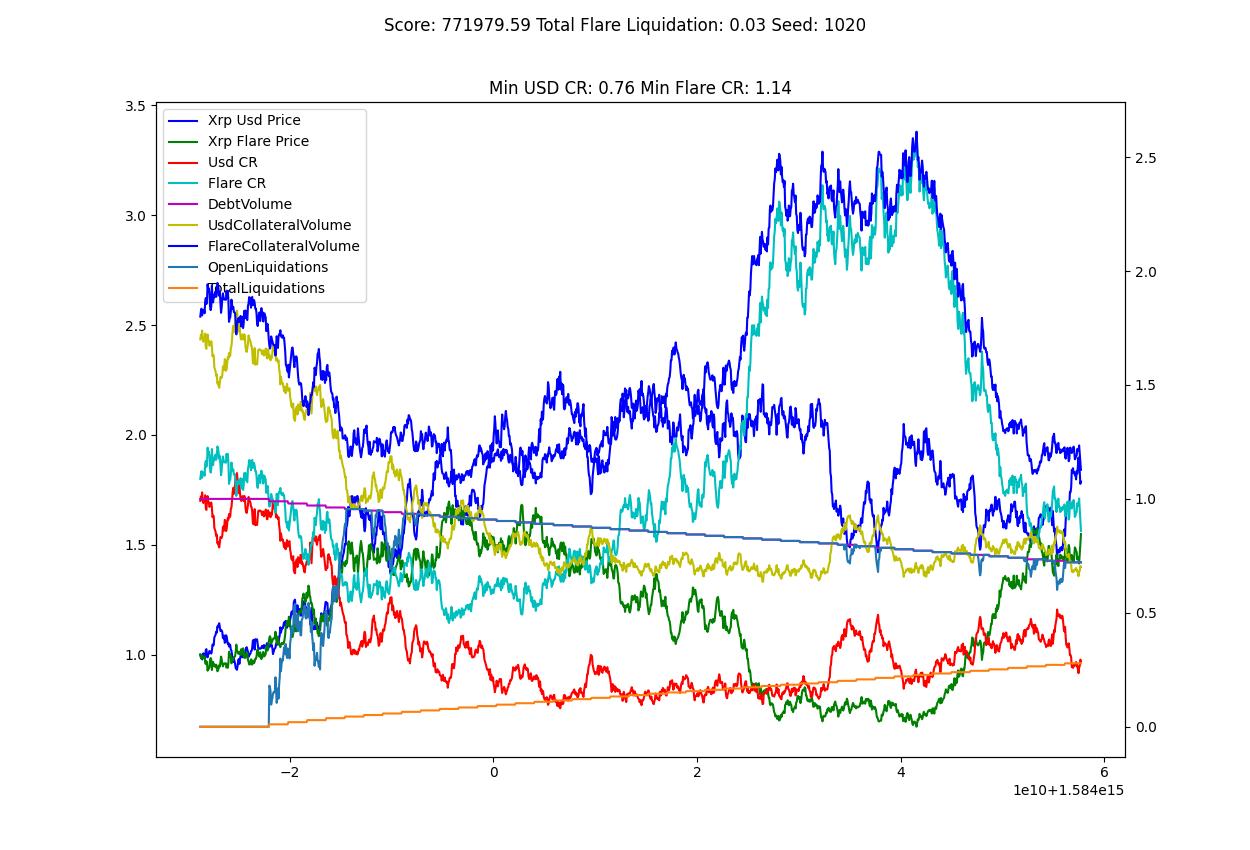 Score: 771979.59 Total Flare Liquidation: 0.03 Seed: 1020
Min USD CR: 0.76 Min Flare CR: 1.14
Xrp Usd Price
Xrp Flare Price
Usd CR
Flare CR
DebtVolume
UsdCollateralVolume
FlareCollateralVolume
OpenLiquidations
TotalLiquidations
3.5
3.0
2.5
2.0
1.5
1.0
2.5
2.0
1.5
1.0
0.5
0.0
−2
0
2
4
6
1e10+1.584e15